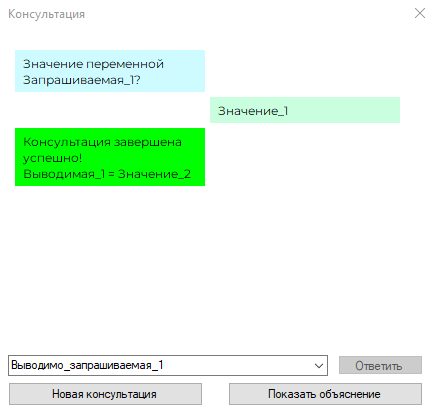 Консультация
Значение переменной
Запрашиваемая_1?
Значение_1
Консультация завершена
успешно!
Выводимая_1 = Значение_2
Выводимо_запрашиваемая_1
Ответить
Новая консультация
Показать объяснение